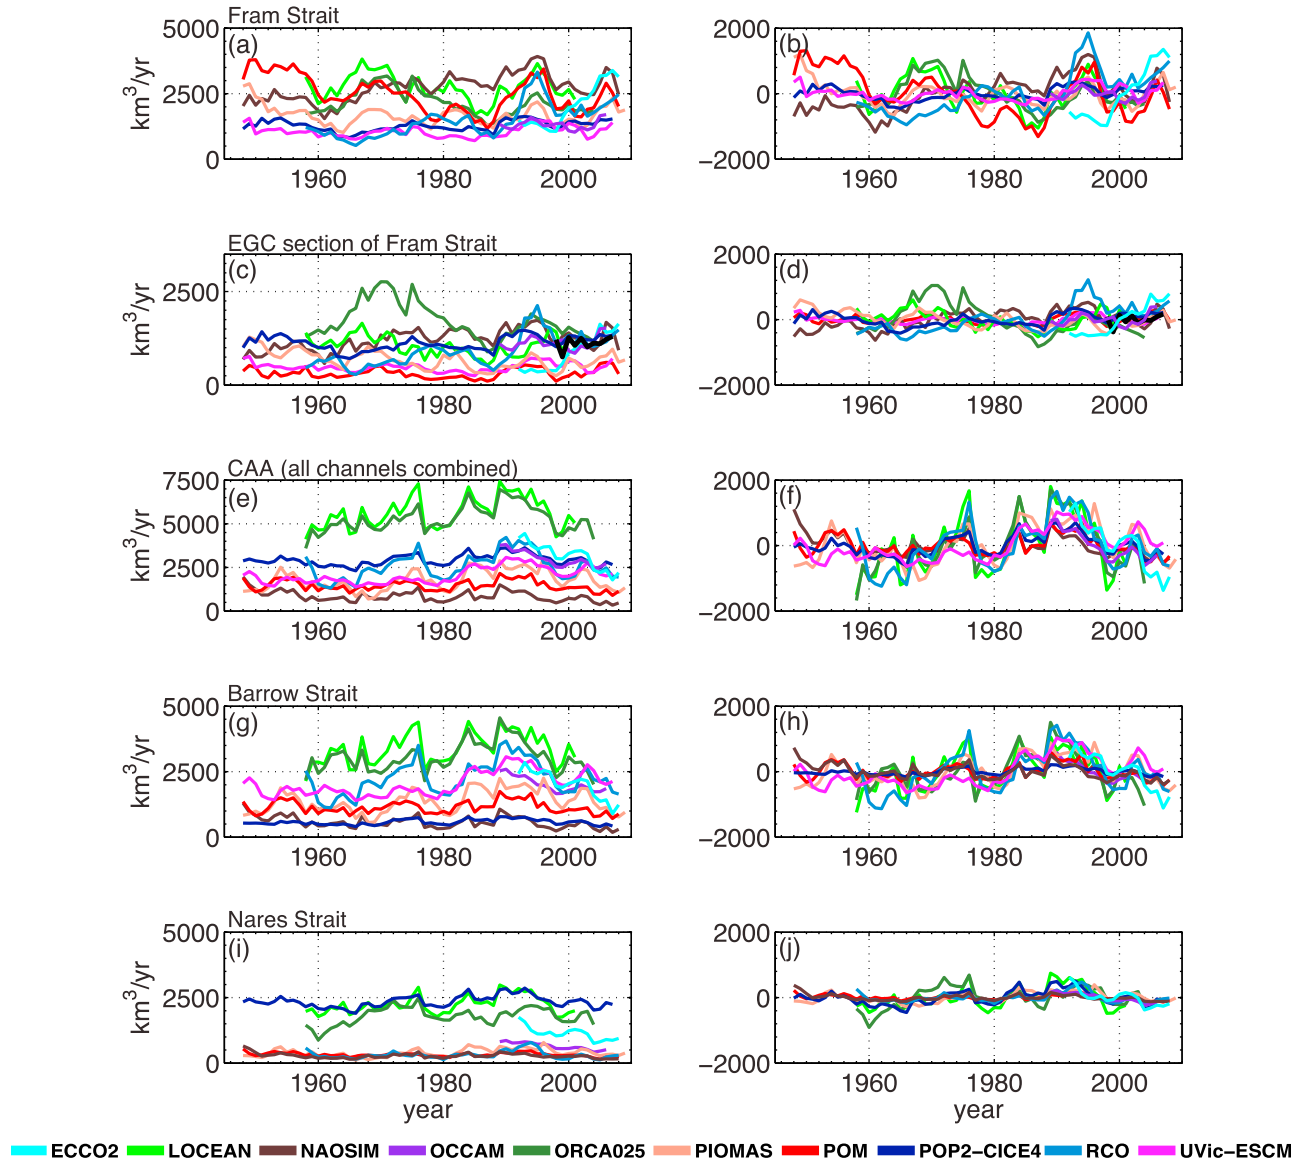 Fram Strait
5000
(a)
km³/yr
2500
0
1960 1980 2000
2000
(b)
0
−2000
1960 1980 2000
EGC section of Fram Strait
(c)
km³/yr
2500
0
1960 1980 2000
2000
(d)
0
−2000
1960 1980 2000
CAA (all channels combined)
7500
(e)
km³/yr
5000
2500
0
1960 1980 2000
2000
(f)
0
−2000
1960 1980 2000
Barrow Strait
5000
(g)
km³/yr
2500
0
1960 1980 2000
2000
(h)
0
−2000
1960 1980 2000
Nares Strait
5000
(i)
km³/yr
2500
0
1960 1980 2000
year
2000
(j)
0
−2000
1960 1980 2000
year
ECCO2 LOCEAN NAOSIM OCCAM ORCA025 PIOMAS POM POP2−CICE4 RCO UVic−ESCM